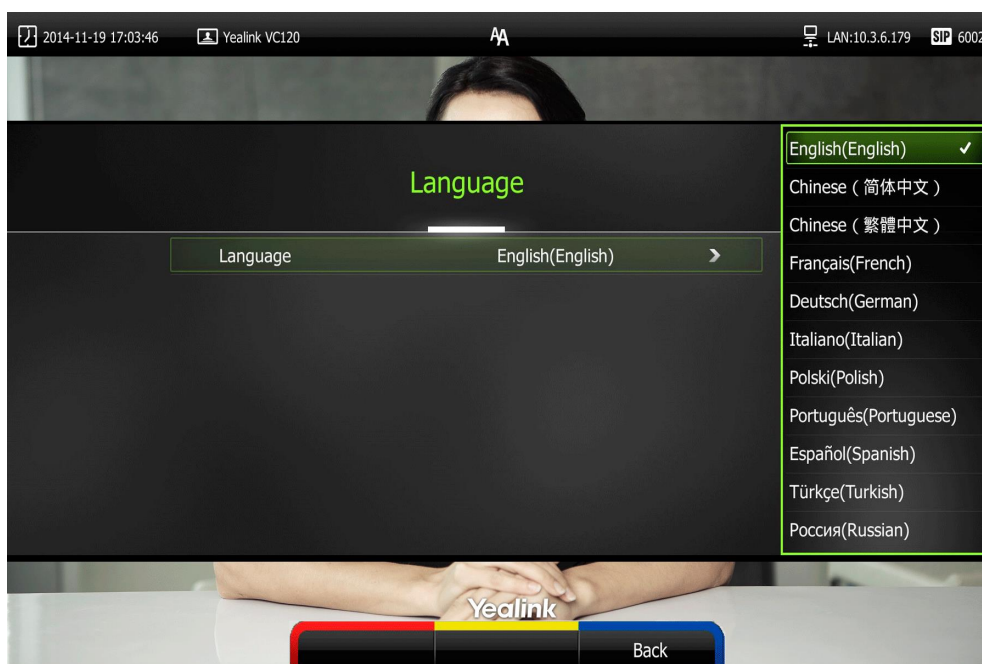 2014-11-19 17:03:46 Yealink VC120 AA LAN:10.3.6.179 SIP 6002
Language
Language English(English)
English(English)
Chinese（简体中文）
Chinese（繁體中文）
Français(French)
Deutsch(German)
Italiano(Italian)
Polski(Polish)
Português(Portuguese)
Español(Spanish)
Türkçe(Turkish)
Россия(Russian)
Yealink
Back